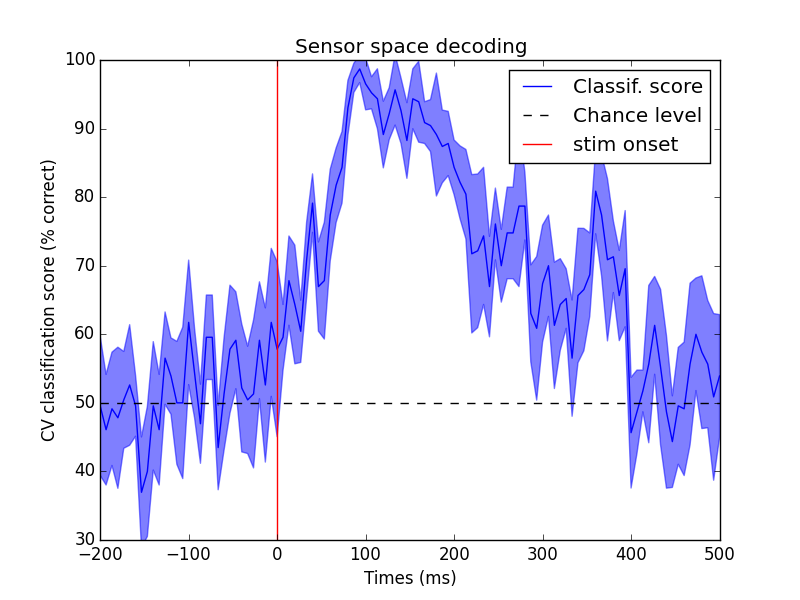 Sensor space decoding
100
90
80
70
60
50
40
30
CV classification score (% correct)
Classif. score
Chance level
stim onset
−200
−100
0
100
200
300
400
500
Times (ms)